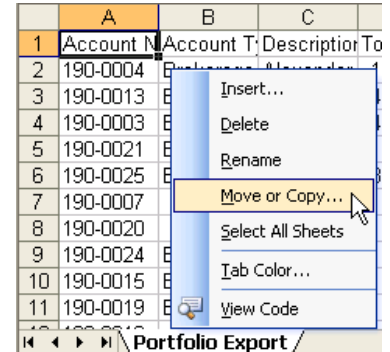 A B C
1 Account N Account T Description To
2 190-0004
3 190-0013
4 190-0003
5 190-0021
6 190-0025
7 190-0007
8 190-0020
9 190-0024
10 190-0015
11 190-0019
Insert...
Delete
Rename
Move or Copy...
Select All Sheets
Tab Color...
View Code
Portfolio Export